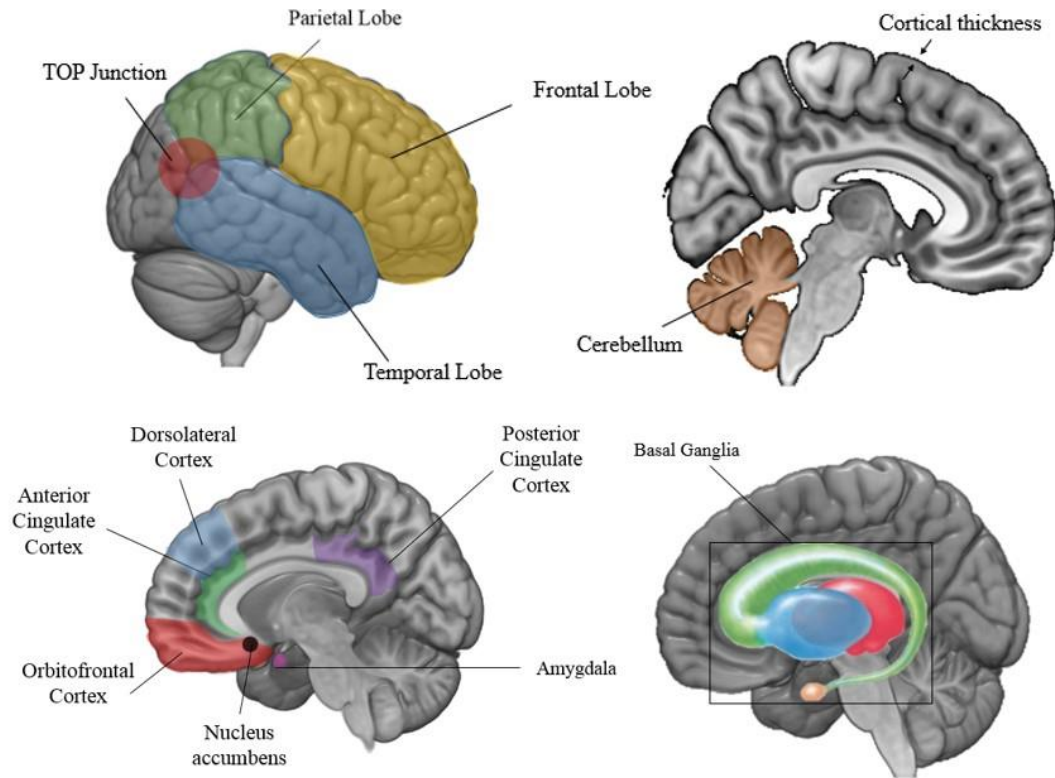 Parietal Lobe
TOP Junction
Frontal Lobe
Temporal Lobe
Cortical thickness
Cerebellum
Dorsolateral
Cortex
Anterior
Cingulate
Cortex
Orbitofrontal
Cortex
Nucleus
accumbens
Posterior
Cingulate
Cortex
Amygdala
Basal Ganglia